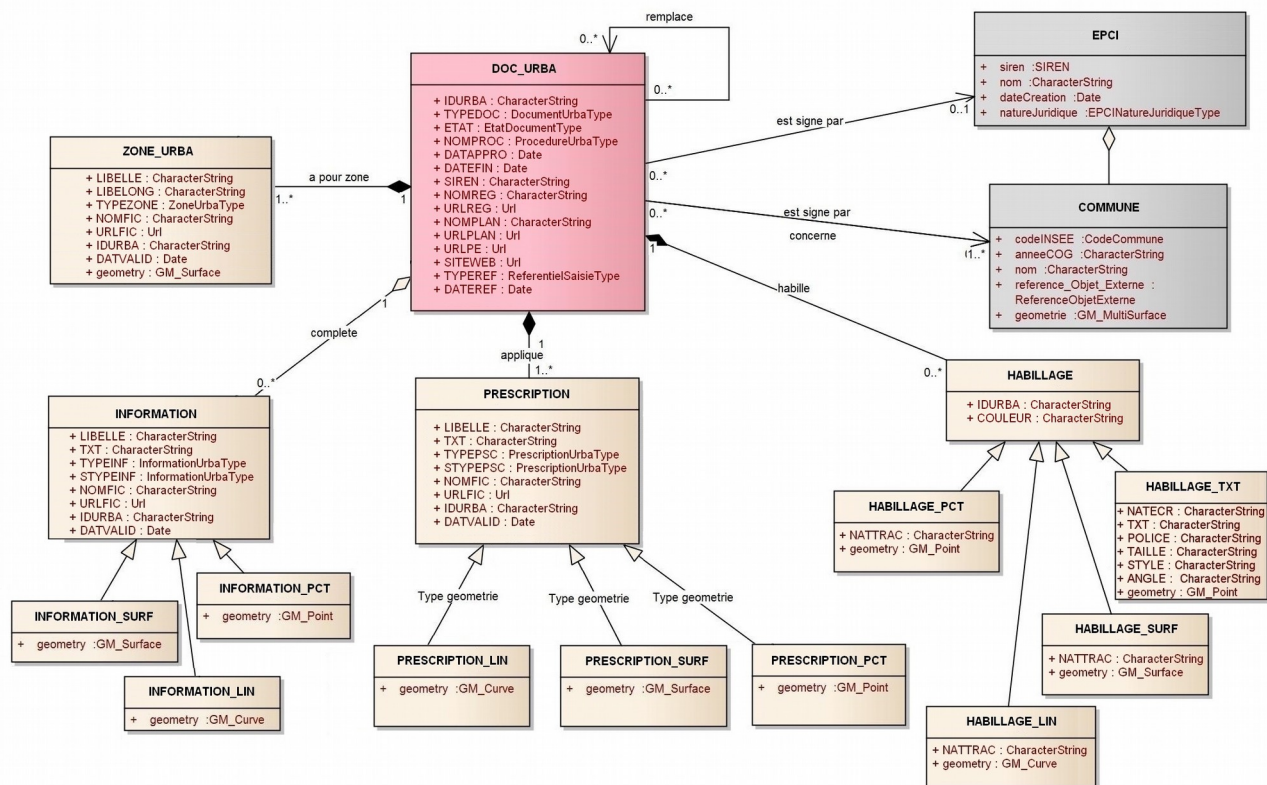 remplace
0..*
0..*
DOC_URBA
+ IDURBA : CharacterString
+ TYPEDOC : DocumentUrbaType
+ ETAT : EtatDocumentType
+ NOMPROC : ProcedureUrbaType
+ DATAPPRO : Date
+ DATEFIN : Date
+ SIREN : CharacterString
+ NOMREG : CharacterString
+ URLREG : Url
+ NOMPLAN : CharacterString
+ URLPLAN : Url
+ URLPE : Url
+ SITEWEB : Url
+ TYPEREF : ReferentielSaisieType
+ DATEREF : Date
EPCI
+ siren :SIREN
+ nom :CharacterString
+ dateCreation :Date
+ natureJuridique :EPCINatureJuridiqueType
est signe par
0..1
0..*
ZONE_URBA
+ LIBELLE : CharacterString
+ LIBELONG : CharacterString
+ TYPEZONE : ZoneUrbaType
+ NOMFIC : CharacterString
+ URLFIC : Url
+ IDURBA : CharacterString
+ DATVALID : Date
+ geometry : GM_Surface
a pour zone
1..*
1
COMMUNE
+ codeINSEE :CodeCommune
+ anneeCOG :CharacterString
+ nom :CharacterString
+ reference_Objet_Externe :
ReferenceObjetExterne
+ geometrie :GM_MultiSurface
0..*
est signe par
concerne
1..*
1
habille
0..*
1
complete
0..*
1
applique
1..*
INFORMATION
+ LIBELLE : CharacterString
+ TXT : CharacterString
+ TYPEINF : InformationUrbaType
+ STYPEINF : InformationUrbaType
+ NOMFIC : CharacterString
+ URLFIC : Url
+ IDURBA : CharacterString
+ DATVALID : Date
PRESCRIPTION
+ LIBELLE : CharacterString
+ TXT : CharacterString
+ TYPEPSC : PrescriptionUrbaType
+ STYPEPSC : PrescriptionUrbaType
+ NOMFIC : CharacterString
+ URLFIC : Url
+ IDURBA : CharacterString
+ DATVALID : Date
HABILLAGE
+ IDURBA : CharacterString
+ COULEUR : CharacterString
HABILLAGE_PCT
+ NATTRAC : CharacterString
+ geometry : GM_Point
HABILLAGE_TXT
+ NATECR : CharacterString
+ TXT : CharacterString
+ POLICE : CharacterString
+ TAILLE : CharacterString
+ STYLE : CharacterString
+ ANGLE : CharacterString
+ geometry : GM_Point
INFORMATION_PCT
+ geometry :GM_Point
INFORMATION_SURF
+ geometry :GM_Surface
INFORMATION_LIN
+ geometry :GM_Curve
Type geometrie
Type geometrie
Type geometrie
PRESCRIPTION_LIN
+ geometry :GM_Curve
PRESCRIPTION_SURF
+ geometry :GM_Surface
PRESCRIPTION_PCT
+ geometry :GM_Point
HABILLAGE_SURF
+ NATTRAC : CharacterString
+ geometry : GM_Surface
HABILLAGE_LIN
+ NATTRAC : CharacterString
+ geometry : GM_Curve